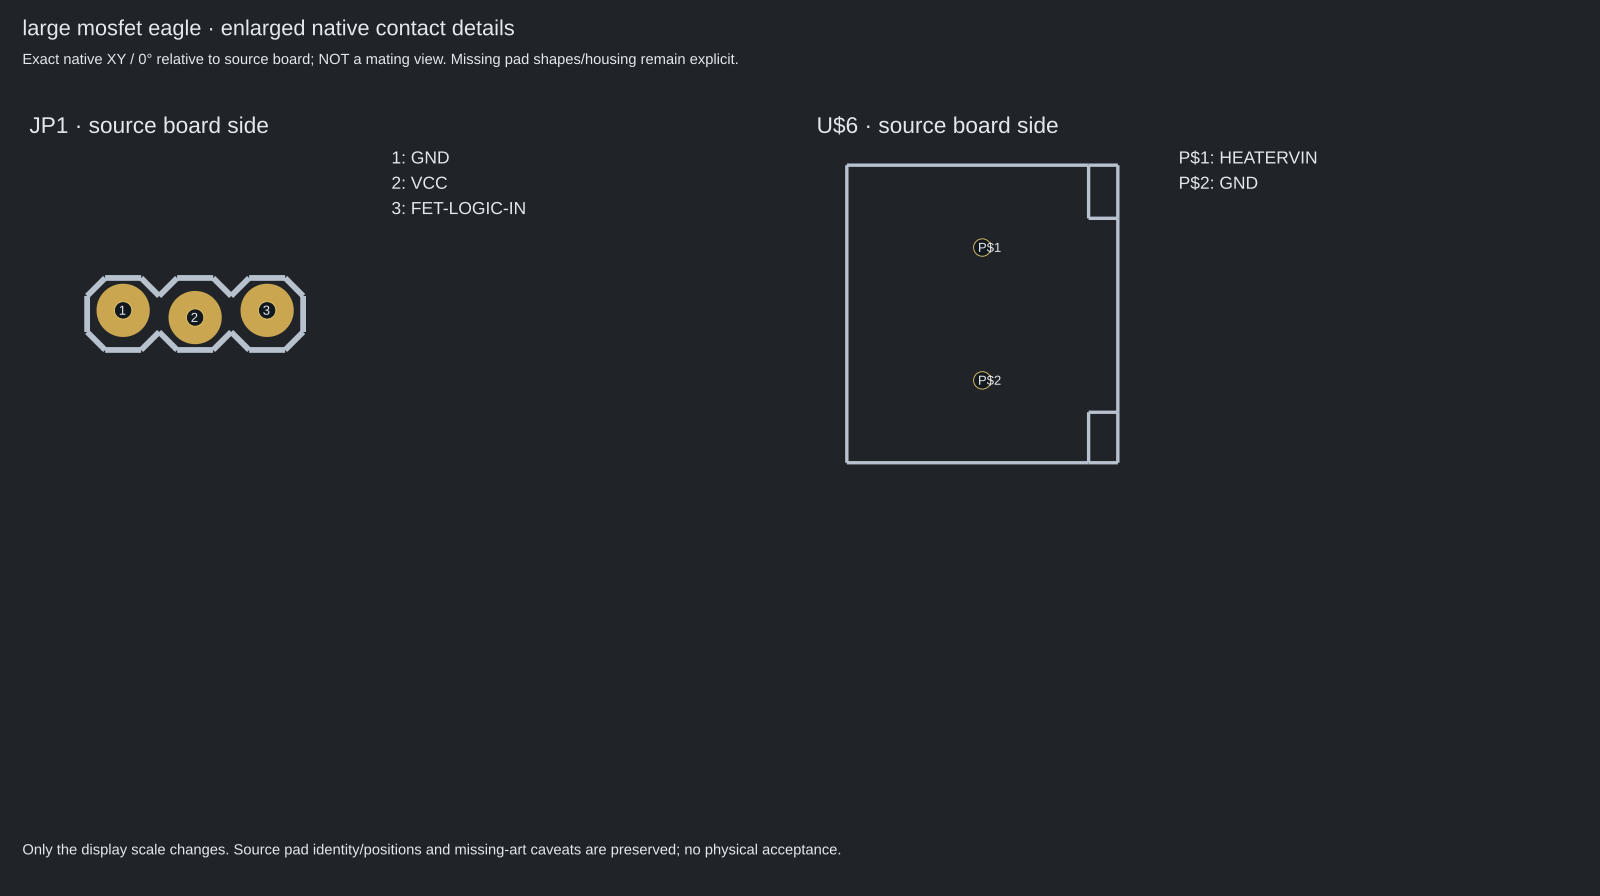 large mosfet eagle · enlarged native contact details
Exact native XY / 0° relative to source board; NOT a mating view. Missing pad shapes/housing remain explicit.
JP1 · source board side
1: GND
2: VCC
3: FET-LOGIC-IN
1
2
3
U$6 · source board side
P$1: HEATERVIN
P$2: GND
P$1
P$2
Only the display scale changes. Source pad identity/positions and missing-art caveats are preserved; no physical acceptance.